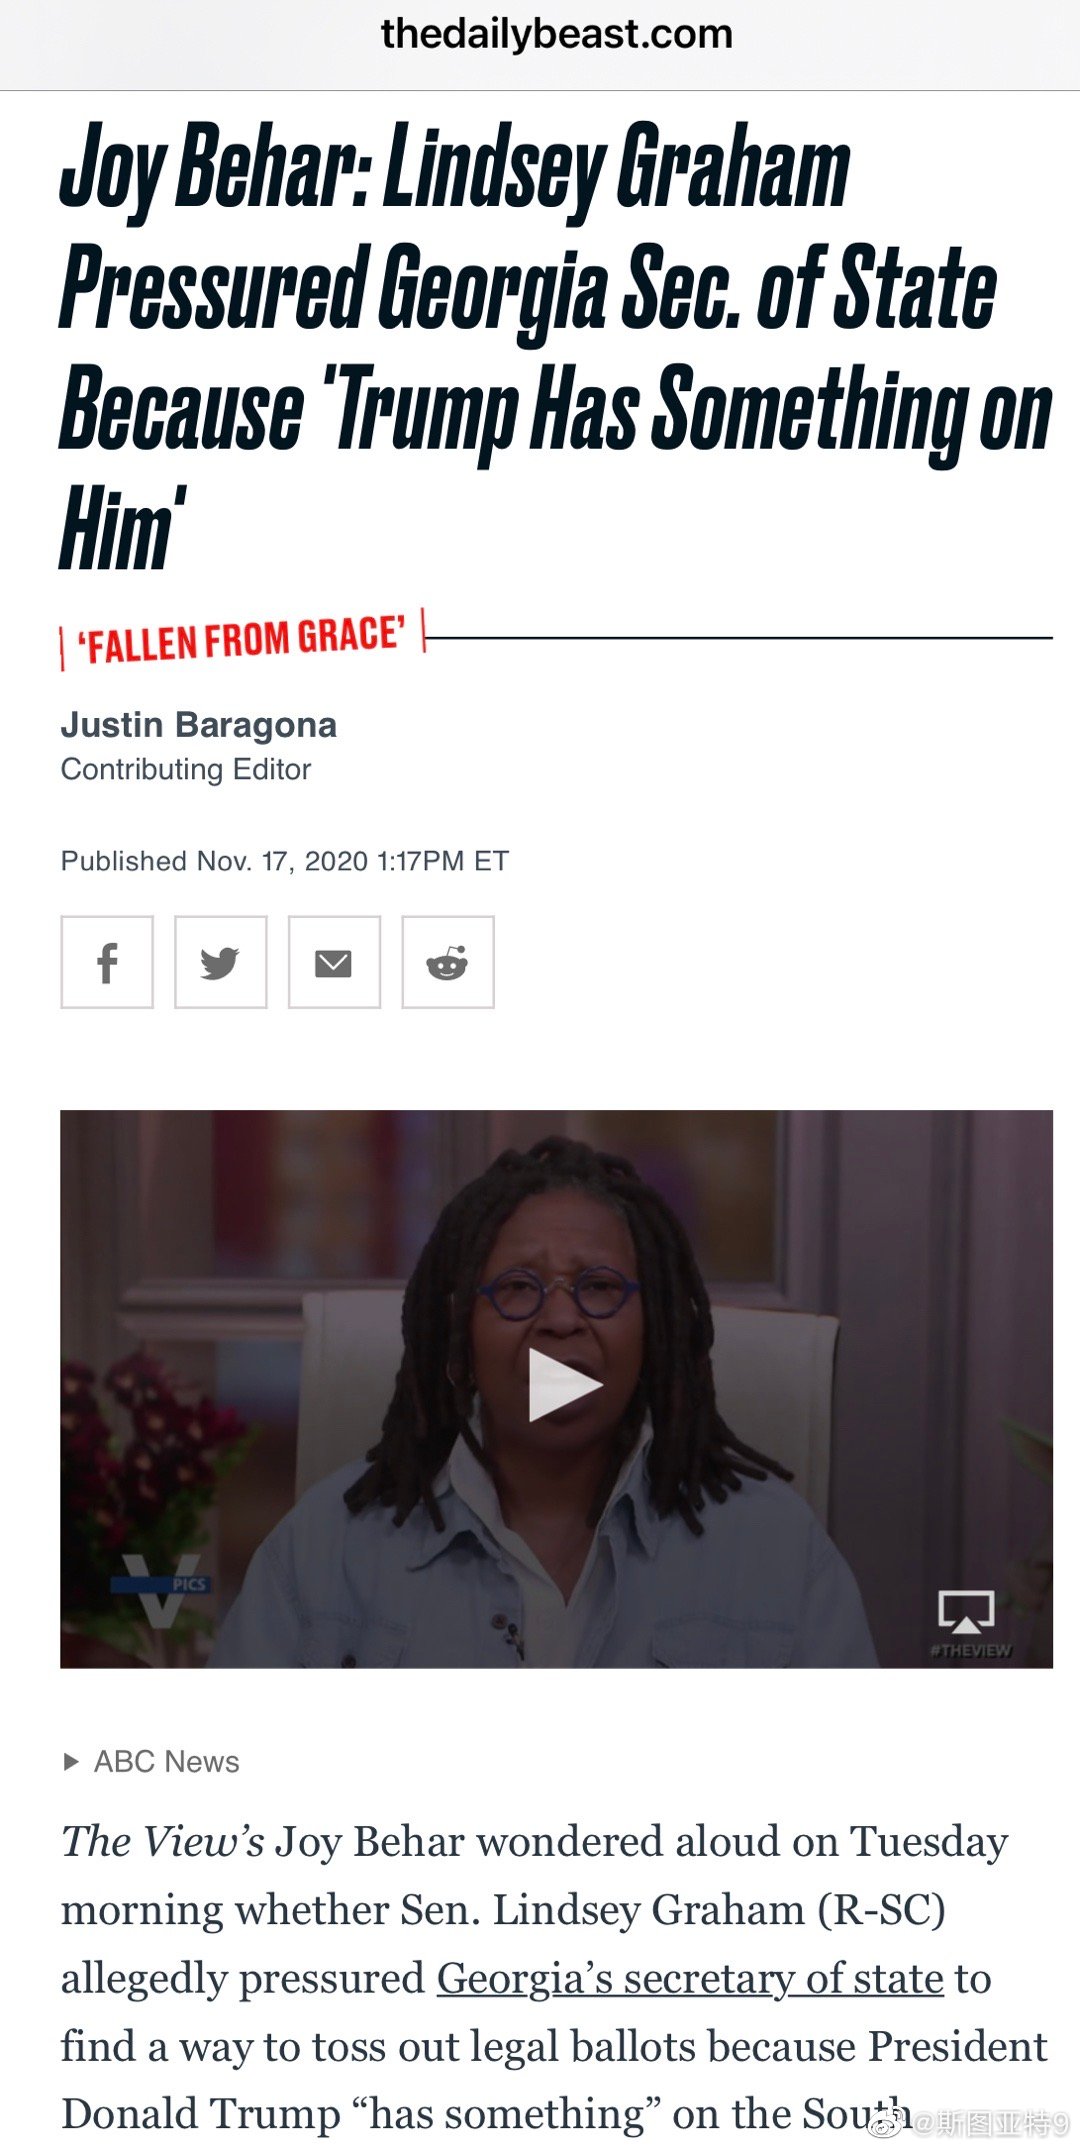 thedailybeast.com
Joy Behar: Lindsey Graham
Pressured Georgia Sec. of State
Because 'Trump Has Something on
Him'
'FALLEN FROM GRACE'
Justin Baragona
Contributing Editor
Published Nov. 17, 2020 1:17PM ET
PICS
#THEVIEW
ABC News
The View’s Joy Behar wondered aloud on Tuesday
morning whether Sen. Lindsey Graham (R-SC)
allegedly pressured Georgia’s secretary of state to
find a way to toss out legal ballots because President
Donald Trump “has something” on the South
@斯图亚特9